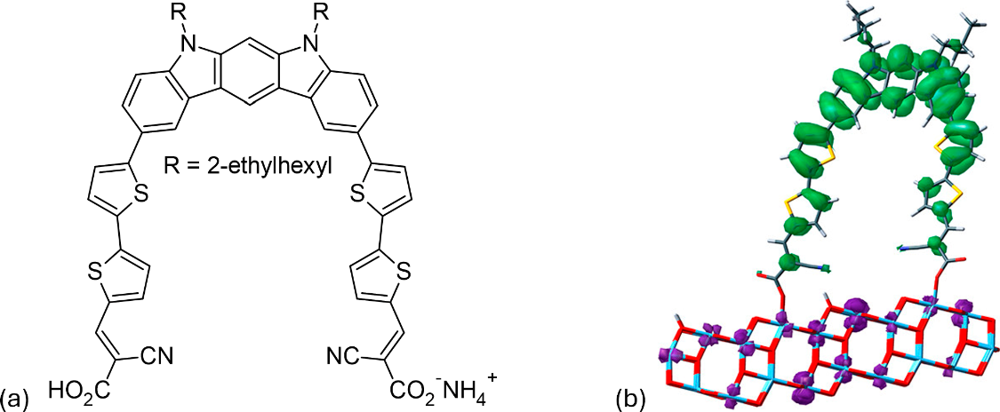 R R
N N
R = 2-ethylhexyl
S S
S S
CN NC
(a) HO₂C CO₂⁻NH₄⁺ (b)